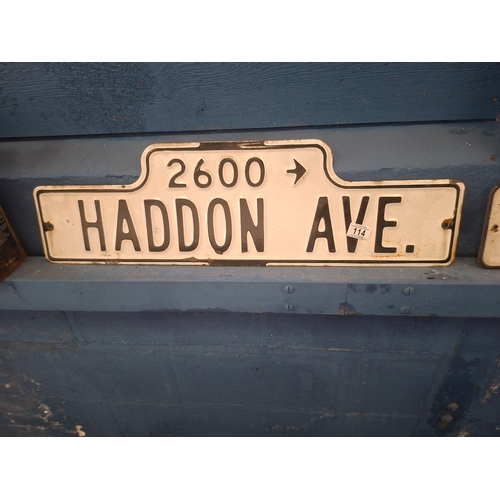 2600 →
HADDON AVE.
114